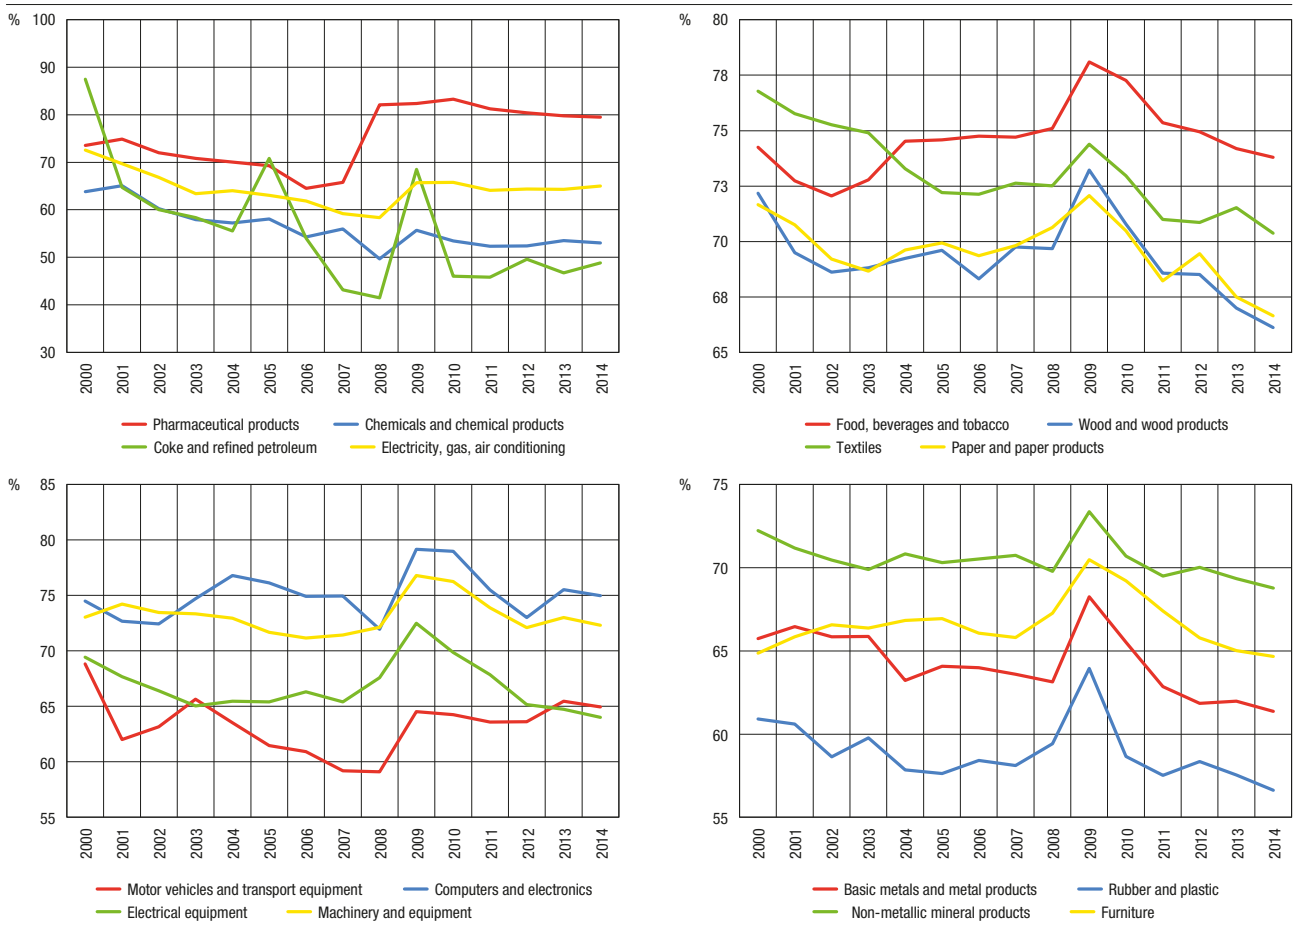 % 100
90
80
70
60
50
40
30
2000 2001 2002 2003 2004 2005 2006 2007 2008 2009 2010 2011 2012 2013 2014
Pharmaceutical products Chemicals and chemical products
Coke and refined petroleum Electricity, gas, air conditioning
% 80
78
75
73
70
68
65
2000 2001 2002 2003 2004 2005 2006 2007 2008 2009 2010 2011 2012 2013 2014
Food, beverages and tobacco Wood and wood products
Textiles Paper and paper products
% 85
80
75
70
65
60
55
2000 2001 2002 2003 2004 2005 2006 2007 2008 2009 2010 2011 2012 2013 2014
Motor vehicles and transport equipment Computers and electronics
Electrical equipment Machinery and equipment
% 75
70
65
60
55
2000 2001 2002 2003 2004 2005 2006 2007 2008 2009 2010 2011 2012 2013 2014
Basic metals and metal products Rubber and plastic
Non-metallic mineral products Furniture